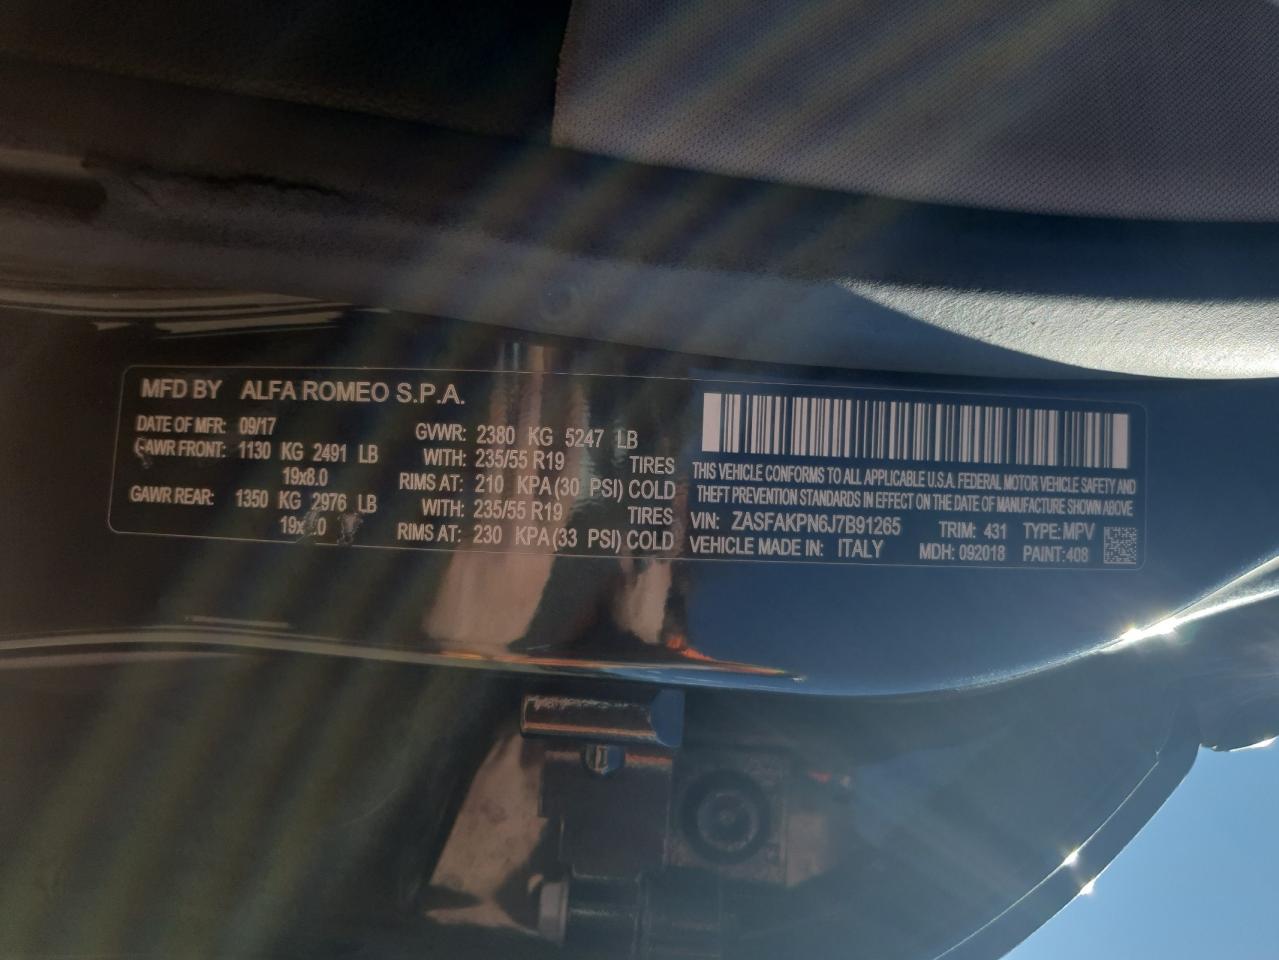 MFD BY ALFA ROMEO S.P.A.
DATE OF MFR: 09/17 GVWR: 2380 KG 5247 LB
GAWR FRONT: 1130 KG 2491 LB WITH: 235/55 R19 TIRES
19x8.0 RIMS AT: 210 KPA (30 PSI) COLD
GAWR REAR: 1350 KG 2976 LB WITH: 235/55 R19 TIRES
RIMS AT: 230 KPA (33 PSI) COLD
THIS VEHICLE CONFORMS TO ALL APPLICABLE U.S.A. FEDERAL MOTOR VEHICLE SAFETY AND
THEFT PREVENTION STANDARDS IN EFFECT ON THE DATE OF MANUFACTURE SHOWN ABOVE
VIN: ZASFAKPN6J7B91265 TRIM: 431 TYPE: MPV
VEHICLE MADE IN: ITALY MDH: 092018 PAINT: 408